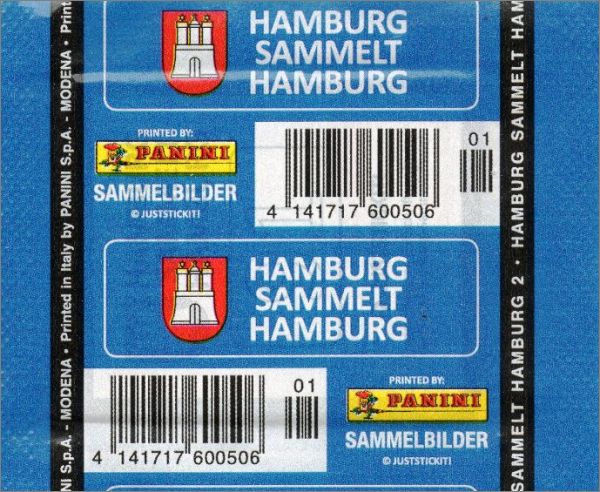 HAMBURG
SAMMELT
HAMBURG
PRINTED BY:
PANINI
SAMMELBILDER
© JUSTSTICKIT!
01
4 141717 600506
HAMBURG
SAMMELT
HAMBURG
01
4 141717 600506
PRINTED BY:
PANINI
SAMMELBILDER
© JUSTSTICKIT!
NI S.p.A. - MODENA • Printed in Italy by PANINI S.p.A. - MODENA • Print
SAMMELT HAMBURG 2 · HAMBURG SAMMELT HAM